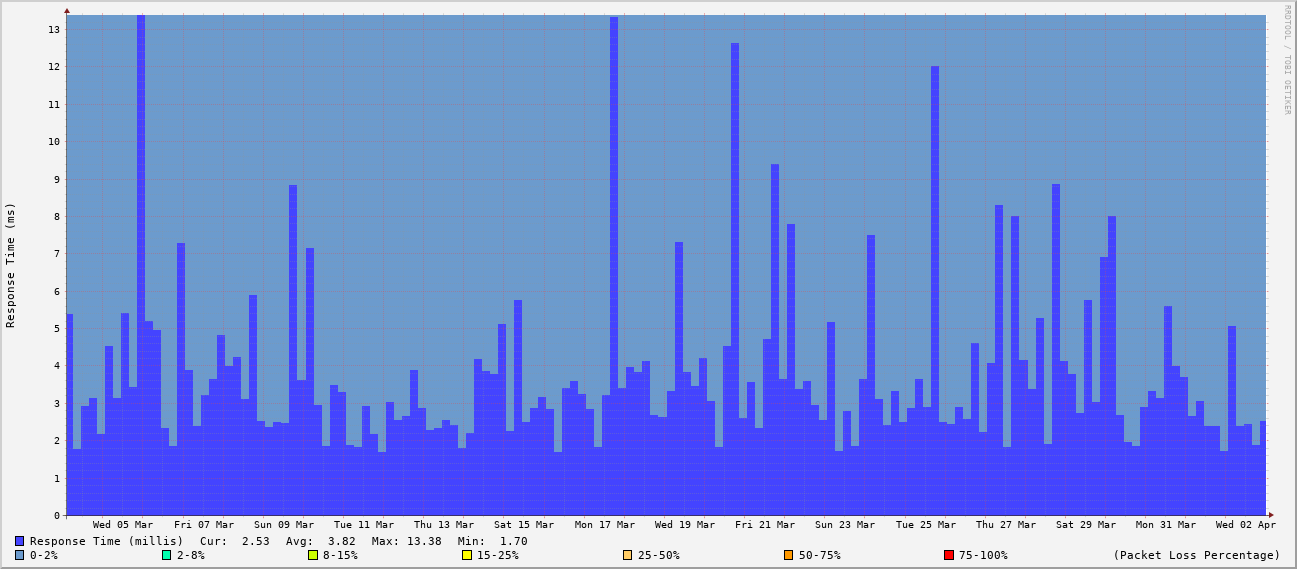 RRDTOOL / TOBI OETIKER
Response Time (ms)
13
12
11
10
9
8
7
6
5
4
3
2
1
0
Wed 05 Mar Fri 07 Mar Sun 09 Mar Tue 11 Mar Thu 13 Mar Sat 15 Mar Mon 17 Mar Wed 19 Mar Fri 21 Mar Sun 23 Mar Tue 25 Mar Thu 27 Mar Sat 29 Mar Mon 31 Mar Wed 02 Apr
Response Time (millis) Cur: 2.53 Avg: 3.82 Max: 13.38 Min: 1.70
0-2% 2-8% 8-15% 15-25% 25-50% 50-75% 75-100% (Packet Loss Percentage)